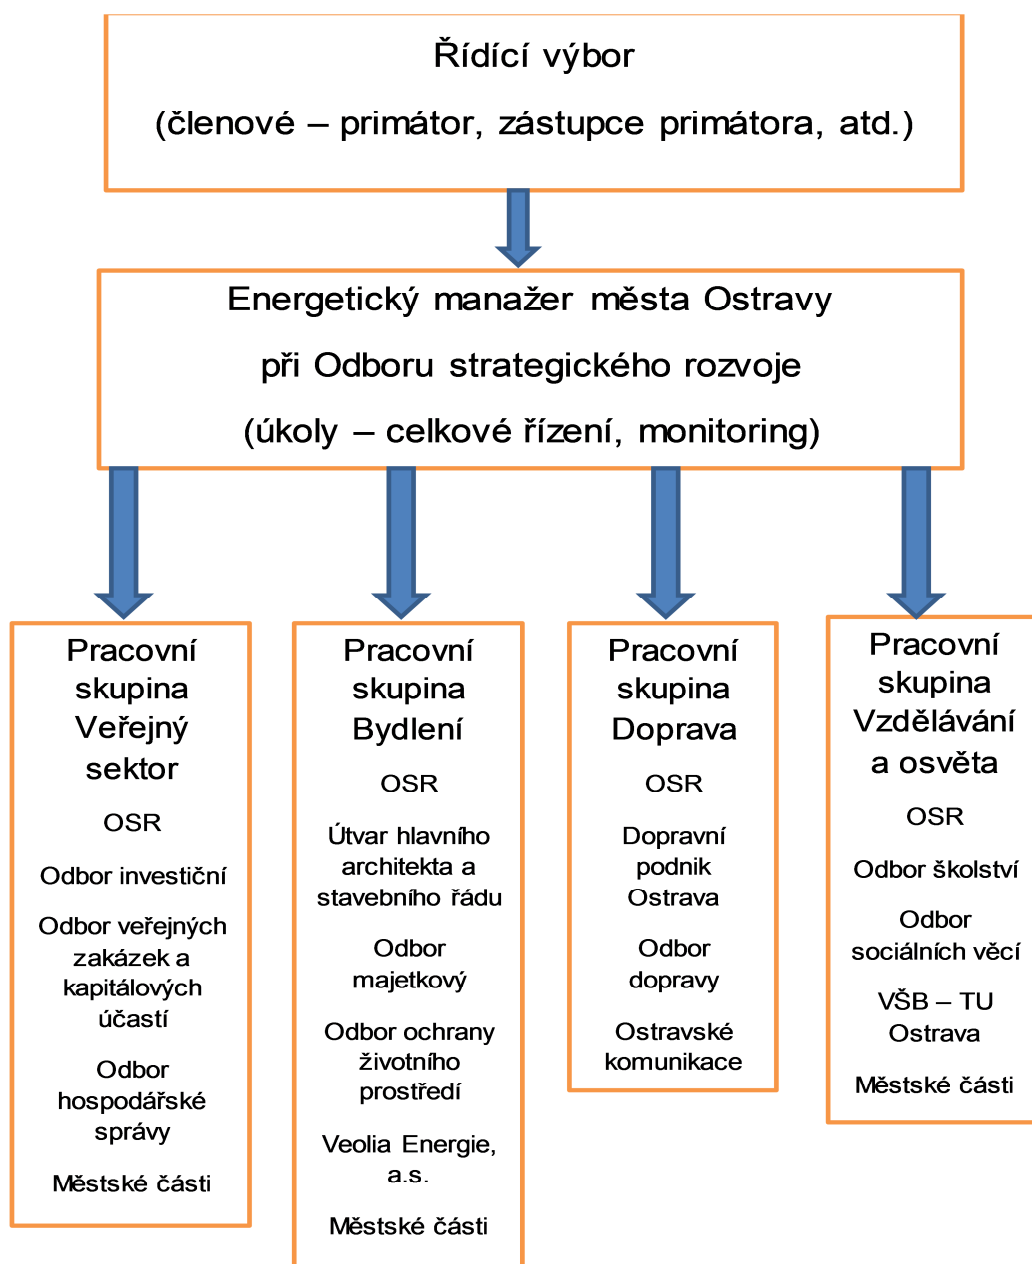 Řídící výbor
(členové – primátor, zástupce primátora, atd.)
Energetický manažer města Ostravy
při Odboru strategického rozvoje
(úkoly – celkové řízení, monitoring)
Pracovní
skupina
Veřejný
sektor
OSR
Odbor investiční
Odbor veřejných
zakázek a
kapitálových
účastí
Odbor
hospodářské
správy
Městské části
Pracovní
skupina
Bydlení
OSR
Útvar hlavního
architekta a
stavebního řádu
Odbor
majetkový
Odbor ochrany
životního
prostředí
Veolia Energie,
a.s.
Městské části
Pracovní
skupina
Doprava
OSR
Dopravní
podnik
Ostrava
Odbor
dopravy
Ostravské
komunikace
Pracovní
skupina
Vzdělávání
a osvěta
OSR
Odbor školství
Odbor
sociálních věcí
VŠB – TU
Ostrava
Městské části